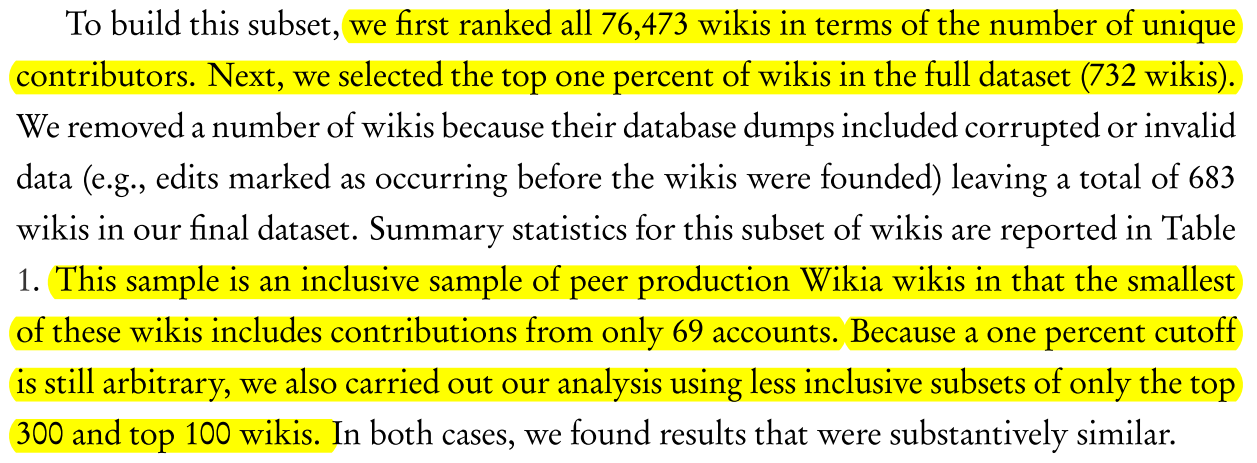 To build this subset, we first ranked all 76,473 wikis in terms of the number of unique
contributors. Next, we selected the top one percent of wikis in the full dataset (732 wikis).
We removed a number of wikis because their database dumps included corrupted or invalid
data (e.g., edits marked as occurring before the wikis were founded) leaving a total of 683
wikis in our final dataset. Summary statistics for this subset of wikis are reported in Table
1. This sample is an inclusive sample of peer production Wikia wikis in that the smallest
of these wikis includes contributions from only 69 accounts. Because a one percent cutoff
is still arbitrary, we also carried out our analysis using less inclusive subsets of only the top
300 and top 100 wikis. In both cases, we found results that were substantively similar.